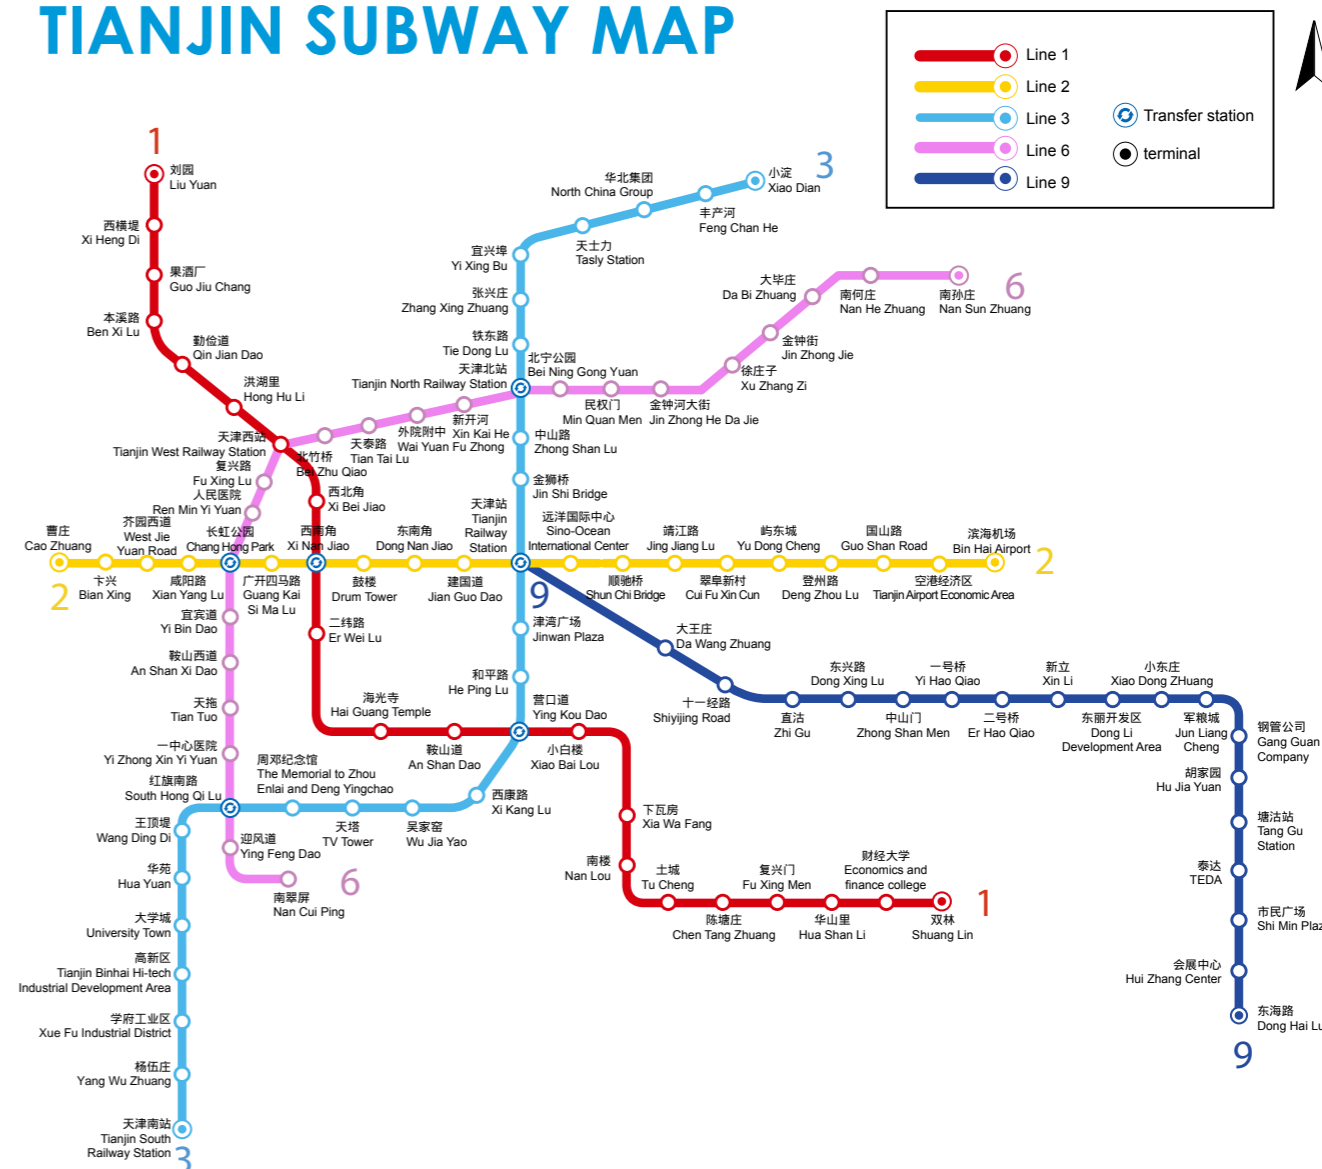 TIANJIN SUBWAY MAP
Line 1
Line 2
Line 3
Line 6
Line 9
Transfer station
terminal
1
刘园
Liu Yuan
西横堤
Xi Heng Di
果酒厂
Guo Jiu Chang
本溪路
Ben Xi Lu
勤俭道
Qin Jian Dao
洪湖里
Hong Hu Li
天津西站
Tianjin West Railway Station
西北角
Xi Bei Jiao
西南角
Xi Nan Jiao
二纬路
Er Wei Lu
海光寺
Hai Guang Temple
鞍山道
An Shan Dao
营口道
Ying Kou Dao
小白楼
Xiao Bai Lou
下瓦房
Xia Wa Fang
南楼
Nan Lou
土城
Tu Cheng
陈塘庄
Chen Tang Zhuang
复兴门
Fu Xing Men
华山里
Hua Shan Li
财经大学
Economics and
finance college
双林
Shuang Lin
1
3
小淀
Xiao Dian
丰产河
Feng Chan He
华北集团
North China Group
天士力
Tasly Station
宜兴埠
Yi Xing Bu
张兴庄
Zhang Xing Zhuang
铁东路
Tie Dong Lu
天津北站
Tianjin North Railway Station
中山路
Zhong Shan Lu
金狮桥
Jin Shi Bridge
天津站
Tianjin
Railway
Station
津湾广场
Jinwan Plaza
和平路
He Ping Lu
西康路
Xi Kang Lu
吴家窑
Wu Jia Yao
天塔
TV Tower
周邓纪念馆
The Memorial to Zhou
Enlai and Deng Yingchao
红旗南路
South Hong Qi Lu
王顶堤
Wang Ding Di
华苑
Hua Yuan
大学城
University Town
高新区
Tianjin Binhai Hi-tech
Industrial Development Area
学府工业区
Xue Fu Industrial District
杨伍庄
Yang Wu Zhuang
天津南站
Tianjin South
Railway Station
3
6
南孙庄
Nan Sun Zhuang
南何庄
Nan He Zhuang
大毕庄
Da Bi Zhuang
金钟街
Jin Zhong Jie
徐庄子
Xu Zhang Zi
金钟河大街
Jin Zhong He Da Jie
民权门
Min Quan Men
北宁公园
Bei Ning Gong Yuan
新开河
Xin Kai He
外院附中
Wai Yuan Fu Zhong
天泰路
Tian Tai Lu
北竹桥
Bei Zhu Qiao
复兴路
Fu Xing Lu
人民医院
Ren Min Yi Yuan
长虹公园
Chang Hong Park
宜宾道
Yi Bin Dao
鞍山西道
An Shan Xi Dao
天拖
Tian Tuo
一中心医院
Yi Zhong Xin Yi Yuan
迎风道
Ying Feng Dao
南翠屏
Nan Cui Ping
6
曹庄
Cao Zhuang
2
卞兴
Bian Xing
芥园西道
West Jie
Yuan Road
咸阳路
Xian Yang Lu
广开四马路
Guang Kai
Si Ma Lu
鼓楼
Drum Tower
东南角
Dong Nan Jiao
建国道
Jian Guo Dao
远洋国际中心
Sino-Ocean
International Center
顺驰桥
Shun Chi Bridge
靖江路
Jing Jiang Lu
翠阜新村
Cui Fu Xin Cun
屿东城
Yu Dong Cheng
登州路
Deng Zhou Lu
国山路
Guo Shan Road
空港经济区
Tianjin Airport Economic Area
滨海机场
Bin Hai Airport
2
9
大王庄
Da Wang Zhuang
十一经路
Shiyijing Road
直沽
Zhi Gu
东兴路
Dong Xing Lu
中山门
Zhong Shan Men
一号桥
Yi Hao Qiao
二号桥
Er Hao Qiao
新立
Xin Li
东丽开发区
Dong Li
Development Area
小东庄
Xiao Dong ZHuang
军粮城
Jun Liang
Cheng
钢管公司
Gang Guan
Company
胡家园
Hu Jia Yuan
塘沽站
Tang Gu
Station
泰达
TEDA
市民广场
Shi Min Plaz
会展中心
Hui Zhang Center
东海路
Dong Hai Lu
9